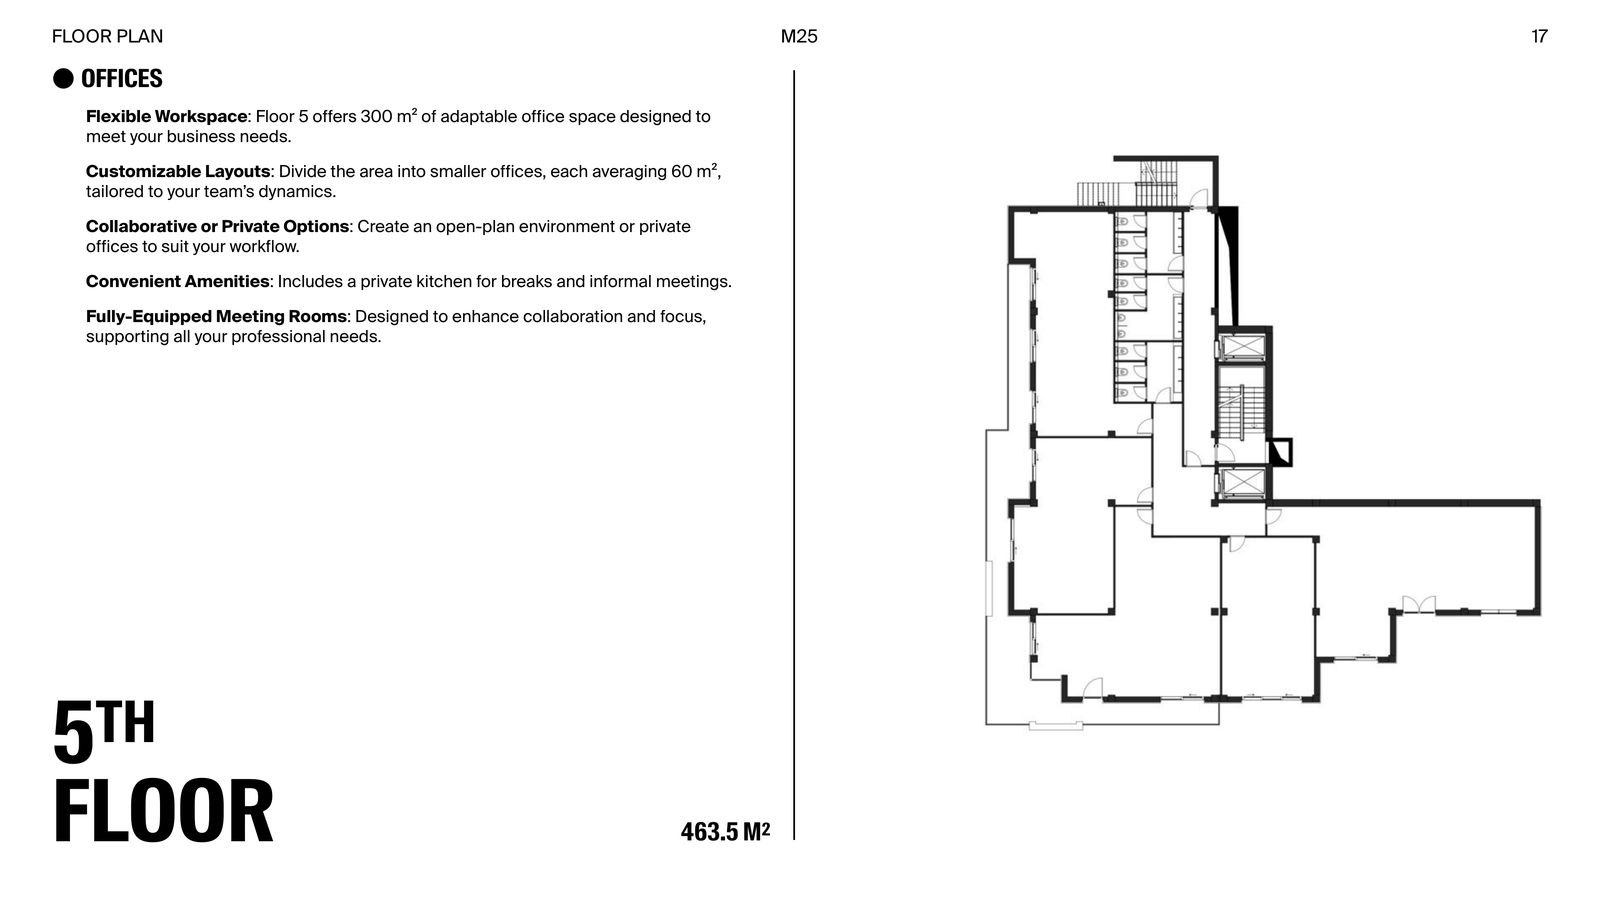 FLOOR PLAN
M25
17
OFFICES
Flexible Workspace: Floor 5 offers 300 m² of adaptable office space designed to
meet your business needs.
Customizable Layouts: Divide the area into smaller offices, each averaging 60 m²,
tailored to your team’s dynamics.
Collaborative or Private Options: Create an open-plan environment or private
offices to suit your workflow.
Convenient Amenities: Includes a private kitchen for breaks and informal meetings.
Fully-Equipped Meeting Rooms: Designed to enhance collaboration and focus,
supporting all your professional needs.
5TH
FLOOR
463.5 M²